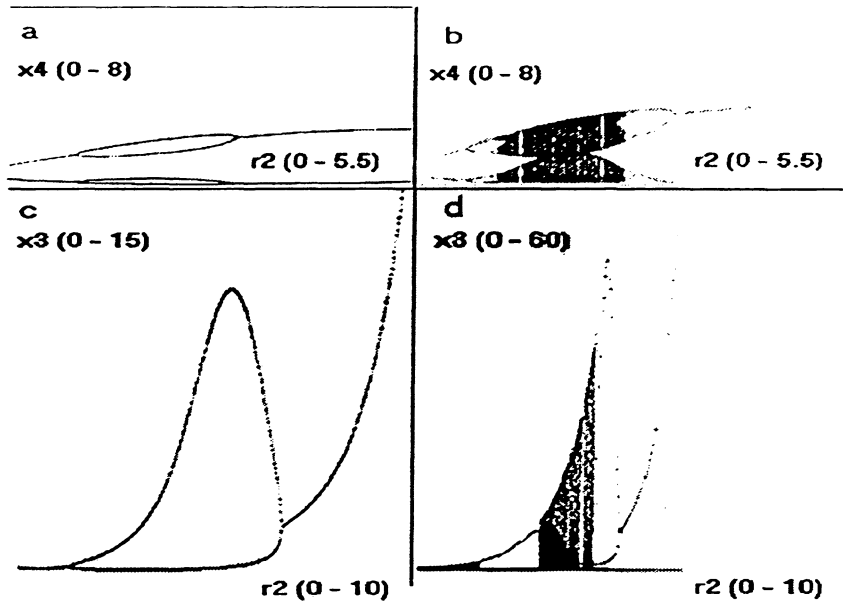 a
x4 (0 - 8)
r2 (0 - 5.5)
b
x4 (0 - 8)
r2 (0 - 5.5)
c
x3 (0 - 15)
r2 (0 - 10)
d
x3 (0 - 60)
r2 (0 - 10)